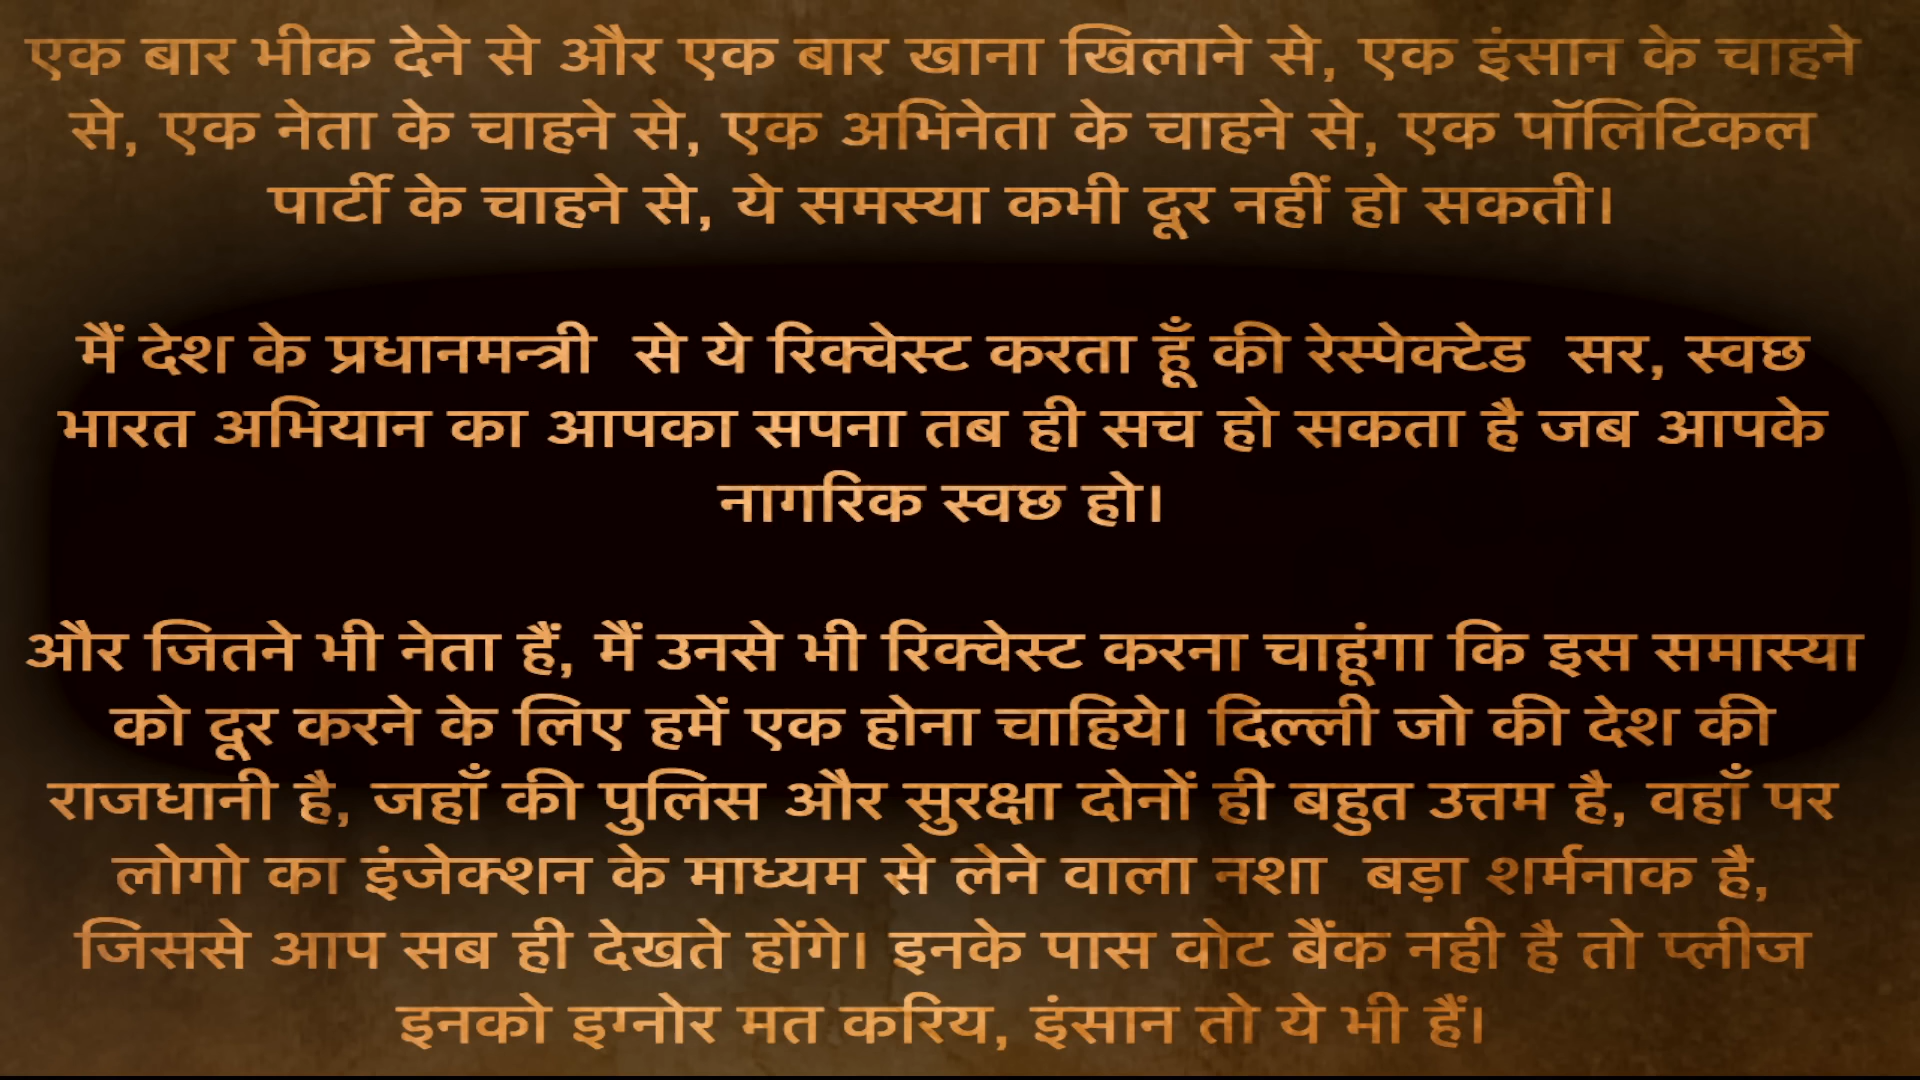 एक बार भीक देने से और एक बार खाना खिलाने से, एक इंसान के चाहने
से, एक नेता के चाहने से, एक अभिनेता के चाहने से, एक पॉलिटिकल
पार्टी के चाहने से, ये समस्या कभी दूर नहीं हो सकती।
मैं देश के प्रधानमन्त्री से ये रिक्वेस्ट करता हूँ की रेस्पेक्टेड सर, स्वछ
भारत अभियान का आपका सपना तब ही सच हो सकता है जब आपके
नागरिक स्वछ हो।
और जितने भी नेता हैं, मैं उनसे भी रिक्वेस्ट करना चाहूंगा कि इस समास्या
को दूर करने के लिए हमें एक होना चाहिये। दिल्ली जो की देश की
राजधानी है, जहाँ की पुलिस और सुरक्षा दोनों ही बहुत उत्तम है, वहाँ पर
लोगो का इंजेक्शन के माध्यम से लेने वाला नशा बड़ा शर्मनाक है,
जिससे आप सब ही देखते होंगे। इनके पास वोट बैंक नही है तो प्लीज
इनको इग्नोर मत करिय, इंसान तो ये भी हैं।